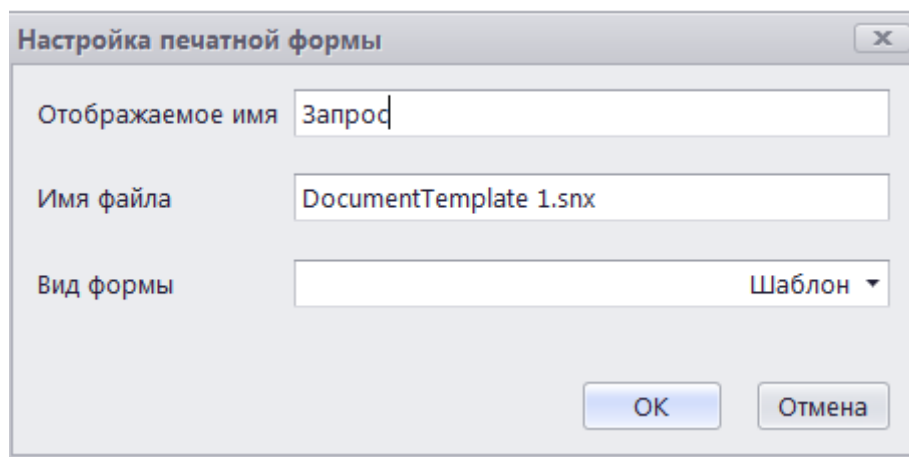 Настройка печатной формы
Отображаемое имя Запрос
Имя файла DocumentTemplate 1.snx
Вид формы Шаблон
OK Отмена